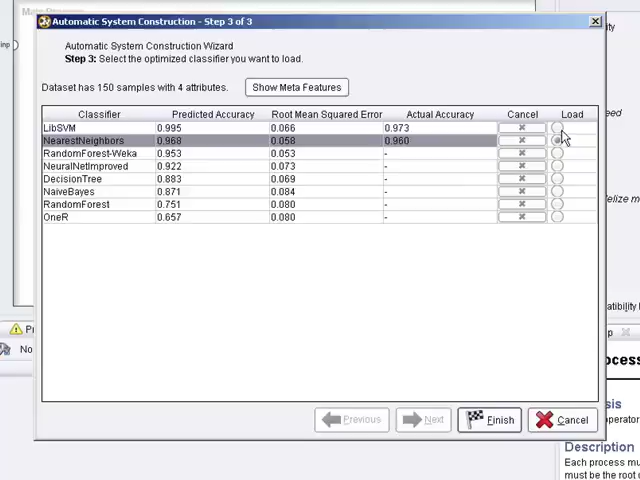 Main Process
Automatic System Construction - Step 3 of 3
Automatic System Construction Wizard
Step 3: Select the optimized classifier you want to load.
Dataset has 150 samples with 4 attributes. Show Meta Features
Classifier Predicted Accuracy Root Mean Squared Error Actual Accuracy Cancel Load
LibSVM 0.995 0.066 0.973
NearestNeighbors 0.968 0.058 0.960
RandomForest-Weka 0.953 0.053 -
NeuralNetImproved 0.922 0.073 -
DecisionTree 0.883 0.069 -
NaiveBayes 0.871 0.084 -
RandomForest 0.751 0.080 -
OneR 0.657 0.080 -
Previous Next Finish Cancel
inp
No
Description
Each process mu
must be the root o